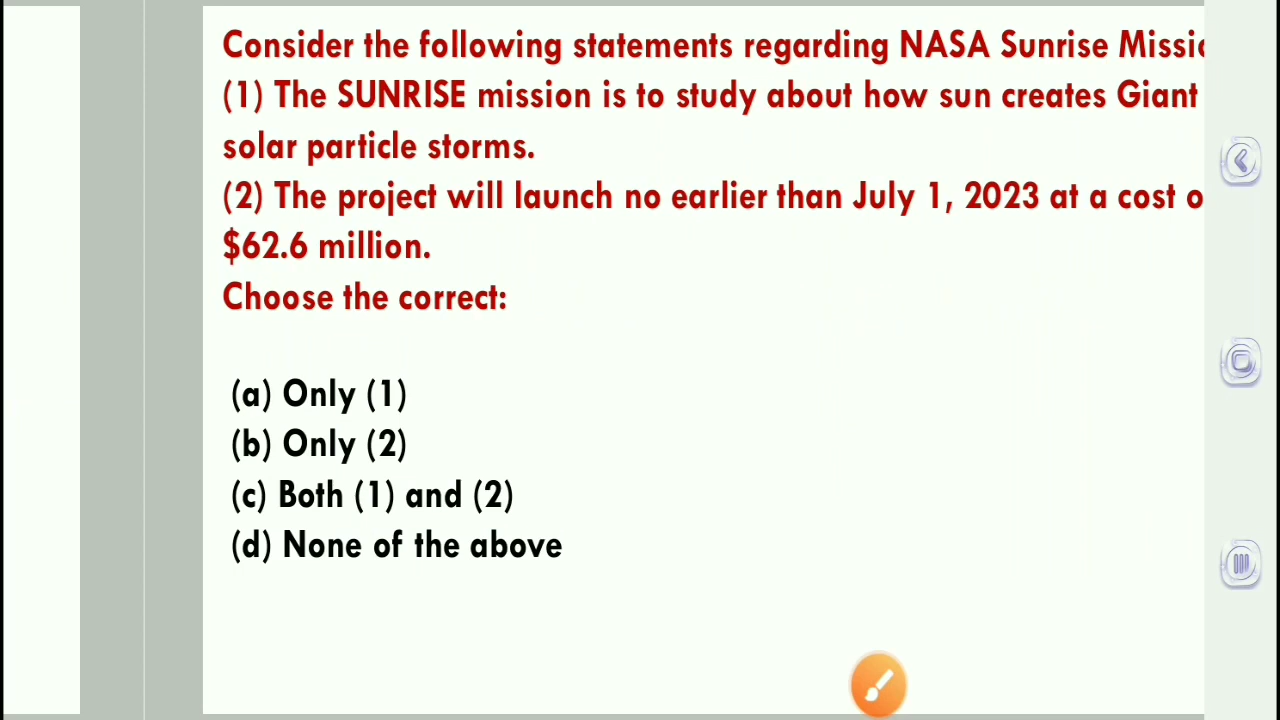 Consider the following statements regarding NASA Sunrise
(1) The SUNRISE mission is to study about how sun creates Giant
solar particle storms.
(2) The project will launch no earlier than July 1, 2023 at a cost
$62.6 million.
Choose the correct:
(a) Only (1)
(b) Only (2)
(c) Both (1) and (2)
(d) None of the above